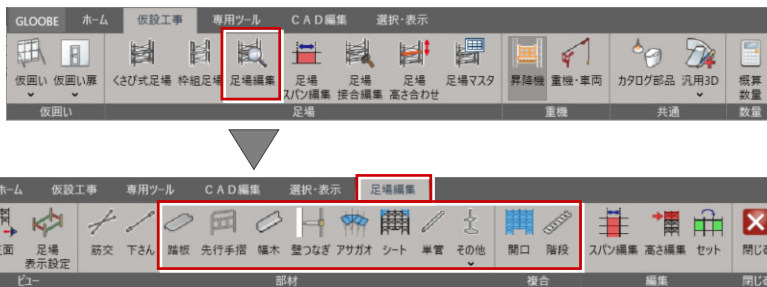 GLOOBE ホーム 仮設工事 専用ツール CAD編集 選択・表示
仮囲い 仮囲い扉 くさび式足場 枠組足場 足場編集 足場 足場 足場 足場マスタ 昇降機 重機・車両 カタログ部品 汎用3D 概算
スパン編集 接合編集 高さ合わせ 数量
仮囲い 足場 重機 共通 数量
ホーム 仮設工事 専用ツール CAD編集 選択・表示 足場編集
面 足場 筋交 下さん 踏板 先行手摺 幅木 壁つなぎ アサガオ シート 単管 その他 開口 階段 スパン編集 高さ編集 セット 閉じる
表示設定
ビュー 部材 複合 編集 閉じる